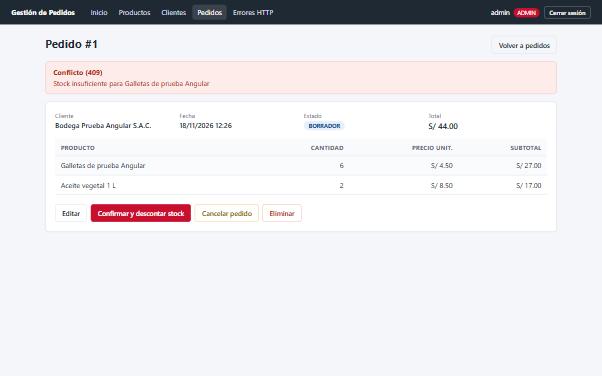 Gestión de Pedidos Inicio Productos Clientes Pedidos Errores HTTP admin ADMIN Cerrar sesión
Pedido #1 Volver a pedidos
Conflicto (409)
Stock insuficiente para Galletas de prueba Angular
Cliente Fecha Estado Total
Bodega Prueba Angular S.A.C. 18/11/2026 12:26 BORRADOR S/ 44.00
PRODUCTO CANTIDAD PRECIO UNIT. SUBTOTAL
Galletas de prueba Angular 6 S/ 4.50 S/ 27.00
Aceite vegetal 1 L 2 S/ 8.50 S/ 17.00
Editar Confirmar y descontar stock Cancelar pedido Eliminar